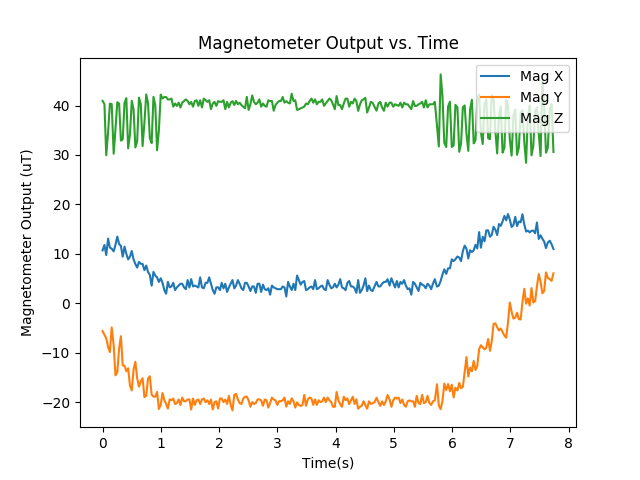 Magnetometer Output vs. Time
Mag X
Mag Y
Mag Z
Magnetometer Output (uT)
40
30
20
10
0
−10
−20
0 1 2 3 4 5 6 7 8
Time(s)